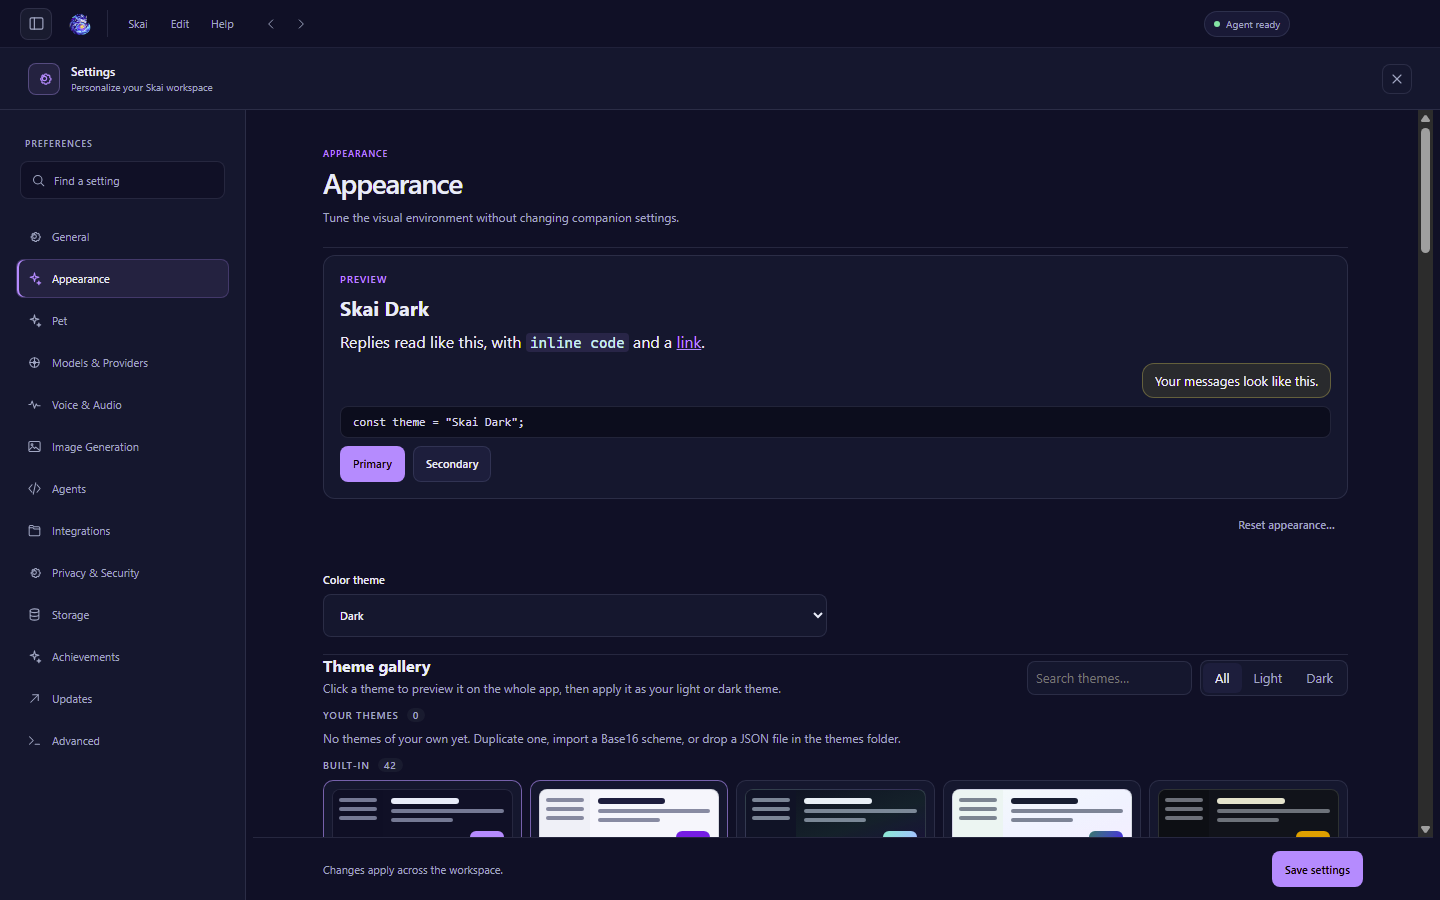 Skai Edit Help
Agent ready
Settings
Personalize your Skai workspace
PREFERENCES
Find a setting
General
Appearance
Pet
Models & Providers
Voice & Audio
Image Generation
Agents
Integrations
Privacy & Security
Storage
Achievements
Updates
Advanced
APPEARANCE
Appearance
Tune the visual environment without changing companion settings.
PREVIEW
Skai Dark
Replies read like this, with inline code and a link.
Your messages look like this.
const theme = "Skai Dark";
Primary Secondary
Reset appearance...
Color theme
Dark
Theme gallery
Click a theme to preview it on the whole app, then apply it as your light or dark theme.
Search themes...
All Light Dark
YOUR THEMES 0
No themes of your own yet. Duplicate one, import a Base16 scheme, or drop a JSON file in the themes folder.
BUILT-IN 42
Changes apply across the workspace.
Save settings